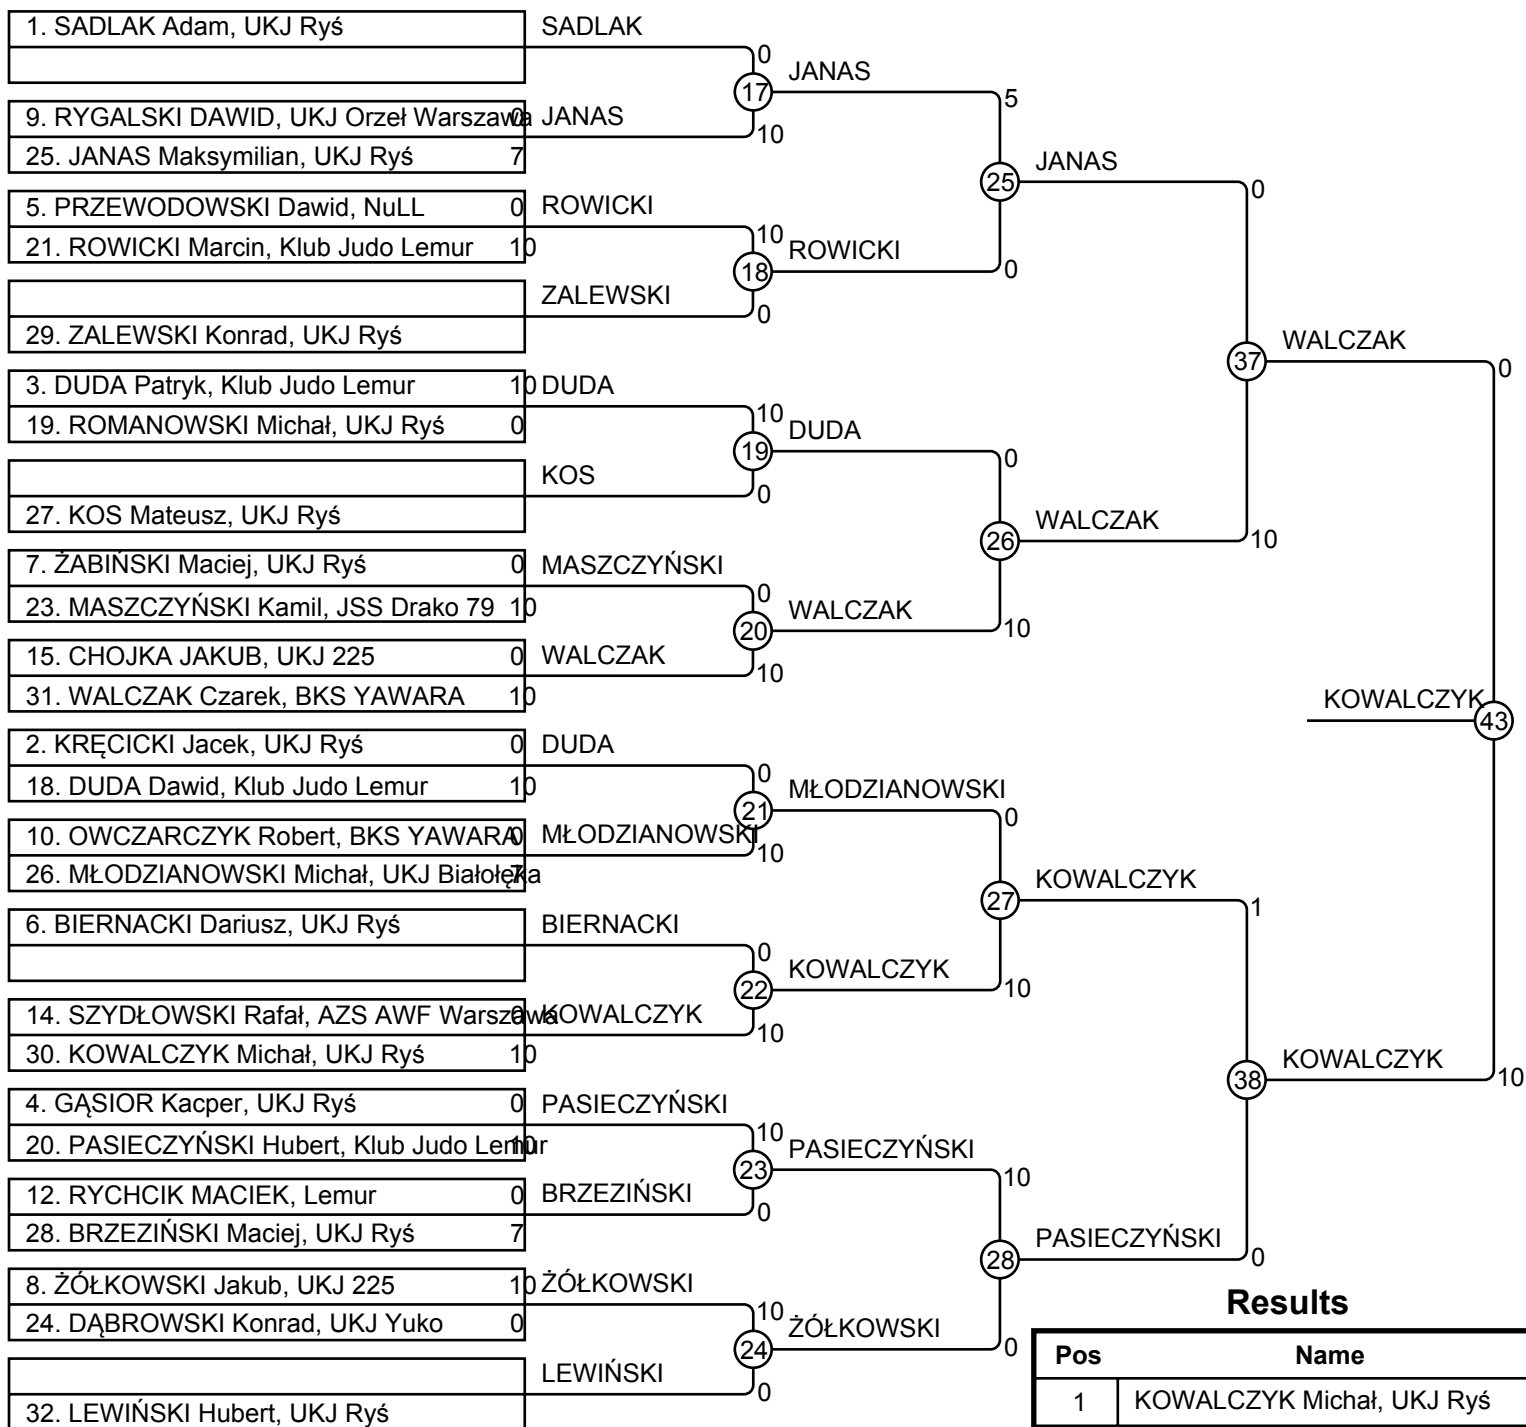 1. SADLAK Adam, UKJ Ryś
SADLAK
0
17
JANAS
5
9. RYGALSKI DAWID, UKJ Orzeł Warszawa 0
JANAS
10
25. JANAS Maksymilian, UKJ Ryś 7
25
JANAS
0
5. PRZEWODOWSKI Dawid, NuLL 0
ROWICKI
10
21. ROWICKI Marcin, Klub Judo Lemur 10
18
ROWICKI
0
ZALEWSKI
0
29. ZALEWSKI Konrad, UKJ Ryś
37
WALCZAK
0
3. DUDA Patryk, Klub Judo Lemur 10
DUDA
10
19. ROMANOWSKI Michał, UKJ Ryś 0
19
DUDA
0
KOS
0
27. KOS Mateusz, UKJ Ryś
26
WALCZAK
10
7. ŻABIŃSKI Maciej, UKJ Ryś 0
MASZCZYŃSKI
0
23. MASZCZYŃSKI Kamil, JSS Drako 79 10
20
WALCZAK
10
15. CHOJKA JAKUB, UKJ 225 0
WALCZAK
10
31. WALCZAK Czarek, BKS YAWARA 10
KOWALCZYK
43
2. KRĘCICKI Jacek, UKJ Ryś 0
DUDA
0
18. DUDA Dawid, Klub Judo Lemur 10
21
MŁODZIANOWSKI
0
10. OWCZARCZYK Robert, BKS YAWARA 0
MŁODZIANOWSKI
10
26. MŁODZIANOWSKI Michał, UKJ Białołęka 7
27
KOWALCZYK
1
6. BIERNACKI Dariusz, UKJ Ryś
BIERNACKI
0
22
KOWALCZYK
10
14. SZYDŁOWSKI Rafał, AZS AWF Warszawa 0
KOWALCZYK
10
30. KOWALCZYK Michał, UKJ Ryś 10
38
KOWALCZYK
10
4. GĄSIOR Kacper, UKJ Ryś 0
PASIECZYŃSKI
10
20. PASIECZYŃSKI Hubert, Klub Judo Lemur 10
23
PASIECZYŃSKI
10
12. RYCHCIK MACIEK, Lemur 0
BRZEZIŃSKI
0
28. BRZEZIŃSKI Maciej, UKJ Ryś 7
28
PASIECZYŃSKI
0
8. ŻÓŁKOWSKI Jakub, UKJ 225 10
ŻÓŁKOWSKI
10
24. DĄBROWSKI Konrad, UKJ Yuko 0
24
ŻÓŁKOWSKI
0
LEWIŃSKI
0
32. LEWIŃSKI Hubert, UKJ Ryś
Results
Pos Name
1 KOWALCZYK Michał, UKJ Ryś